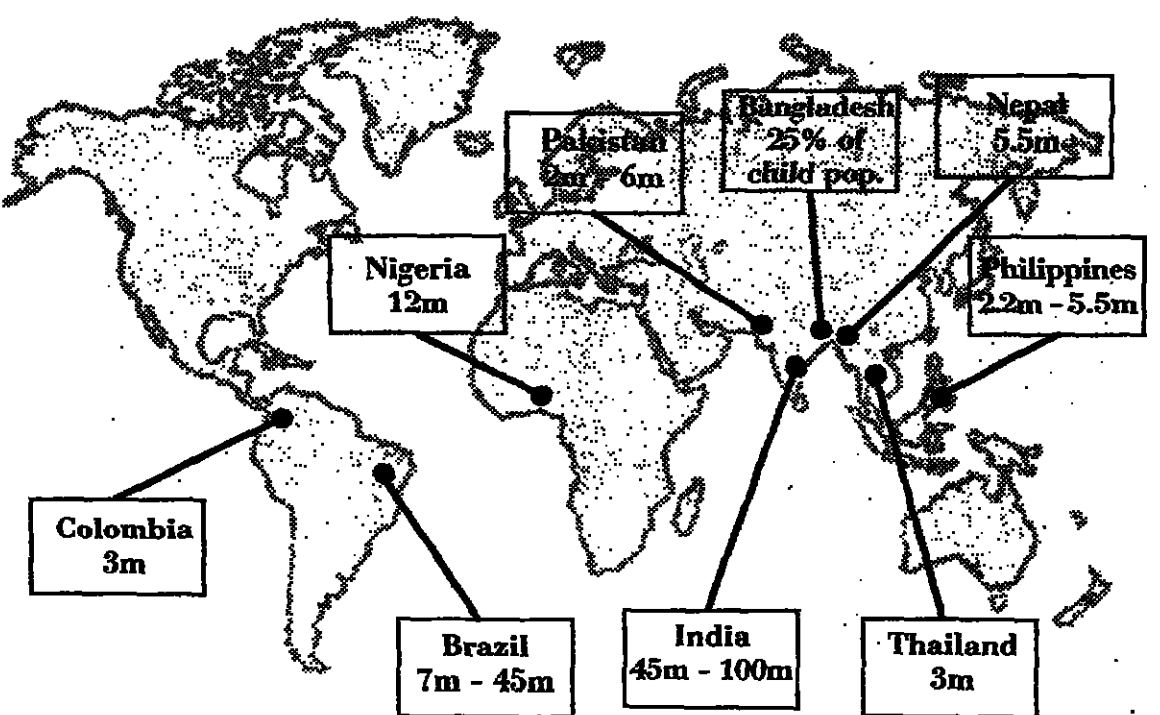 Bangladesh
25% of
child pop.
Nepal
5.5m
Pakistan
2m - 6m
Nigeria
12m
Philippines
2.2m - 5.5m
Colombia
3m
Brazil
7m - 45m
India
45m - 100m
Thailand
3m